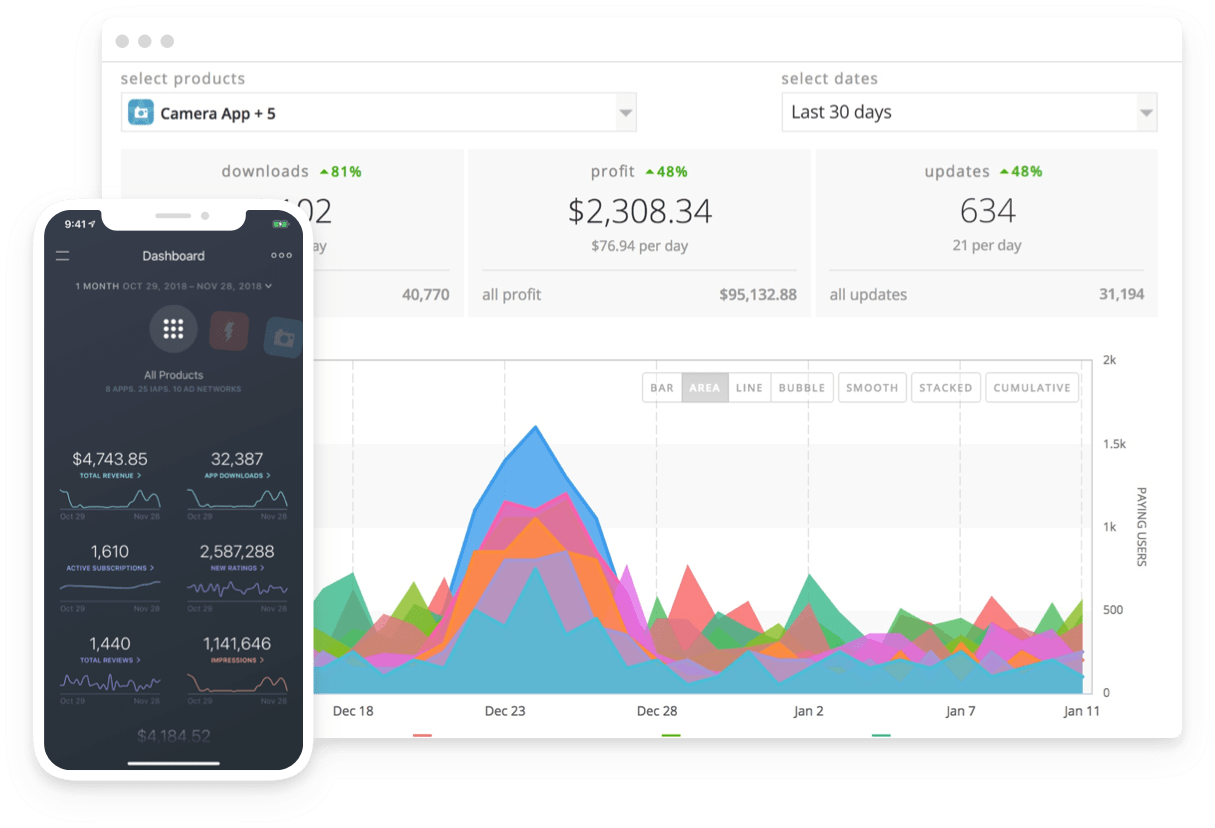 select products
select dates
Camera App + 5
Last 30 days
downloads 81%
profit 48%
updates 48%
02
$2,308.34
634
$76.94 per day
21 per day
40,770
all profit $95,132.88
all updates 31,194
BAR AREA LINE BUBBLE SMOOTH STACKED CUMULATIVE
2k
1.5k
1k
500
0
PAYING USERS
Dec 18 Dec 23 Dec 28 Jan 2 Jan 7 Jan 11
9:41
Dashboard
1 MONTH OCT 29, 2018 – NOV 28, 2018
All Products
8 APPS. 25 IAPS. 10 AD NETWORKS
$4,743.85 32,387
TOTAL REVENUE > APP DOWNLOADS >
Oct 29 Nov 28 Oct 29 Nov 28
1,610 2,587,288
ACTIVE SUBSCRIPTIONS > NEW RATINGS >
Oct 29 Nov 28 Oct 29 Nov 28
1,440 1,141,646
TOTAL REVIEWS > IMPRESSIONS >
Oct 29 Nov 28 Oct 29 Nov 28
$4,184.52